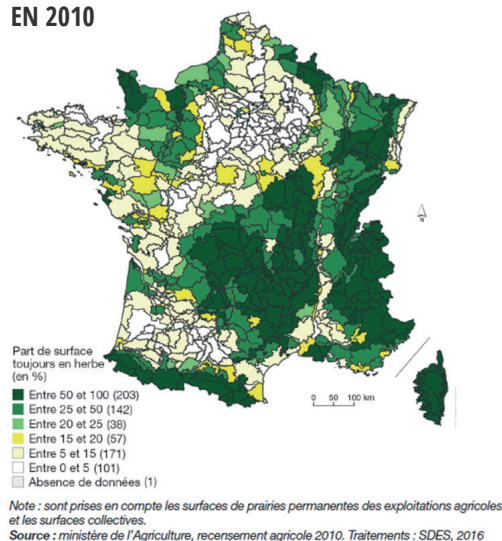 EN 2010
N
Part de surface
toujours en herbe
(en %)
Entre 50 et 100 (203)
Entre 25 et 50 (142)
Entre 20 et 25 (38)
Entre 15 et 20 (57)
Entre 5 et 15 (171)
Entre 0 et 5 (101)
Absence de données (1)
0 50 100 km
Note : sont prises en compte les surfaces de prairies permanentes des exploitations agricoles
et les surfaces collectives.
Source : ministère de l'Agriculture, recensement agricole 2010. Traitements : SDES, 2016